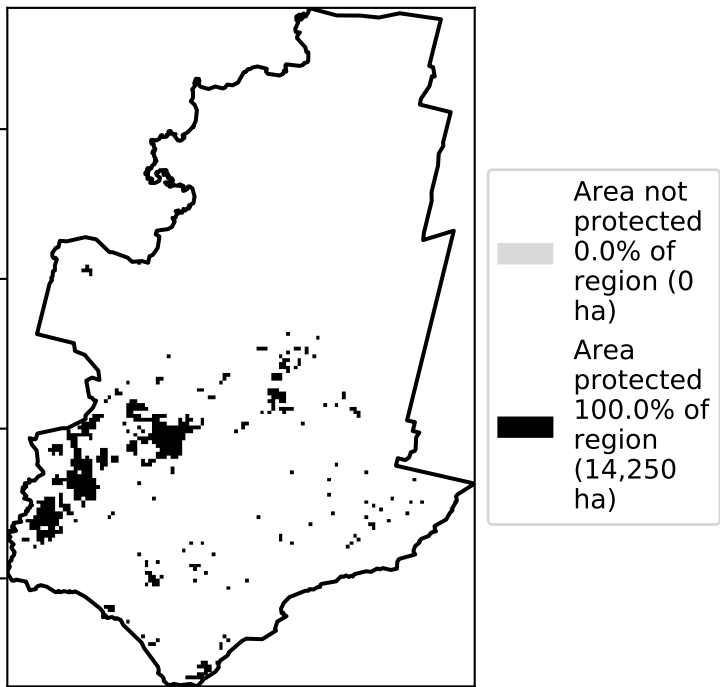 Area not
protected
0.0% of
region (0
ha)
Area
protected
100.0% of
region
(14,250
ha)